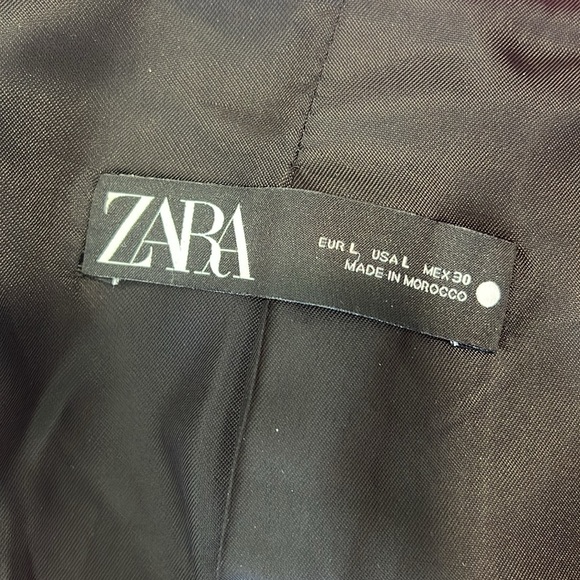 ZARA
EUR L USA L MEX 30
MADE IN MOROCCO